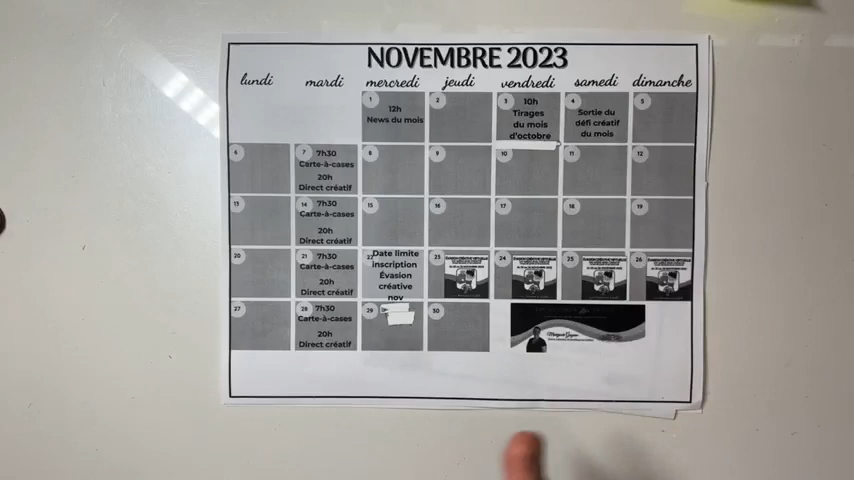 NOVEMBRE 2023
lundi mardi mercredi jeudi vendredi samedi dimanche
1
12h
News du mois
2
3
10h
Tirages
du mois
d'octobre
4
Sortie du
défi créatif
du mois
5
6
7
7h30
Carte-à-cases
20h
Direct créatif
8
9
10
11
12
13
14
7h30
Carte-à-cases
20h
Direct créatif
15
16
17
18
19
20
21
7h30
Carte-à-cases
20h
Direct créatif
22
Date limite
inscription
Évasion
créative
nov
23
24
25
26
27
28
7h30
Carte-à-cases
20h
Direct créatif
29
30